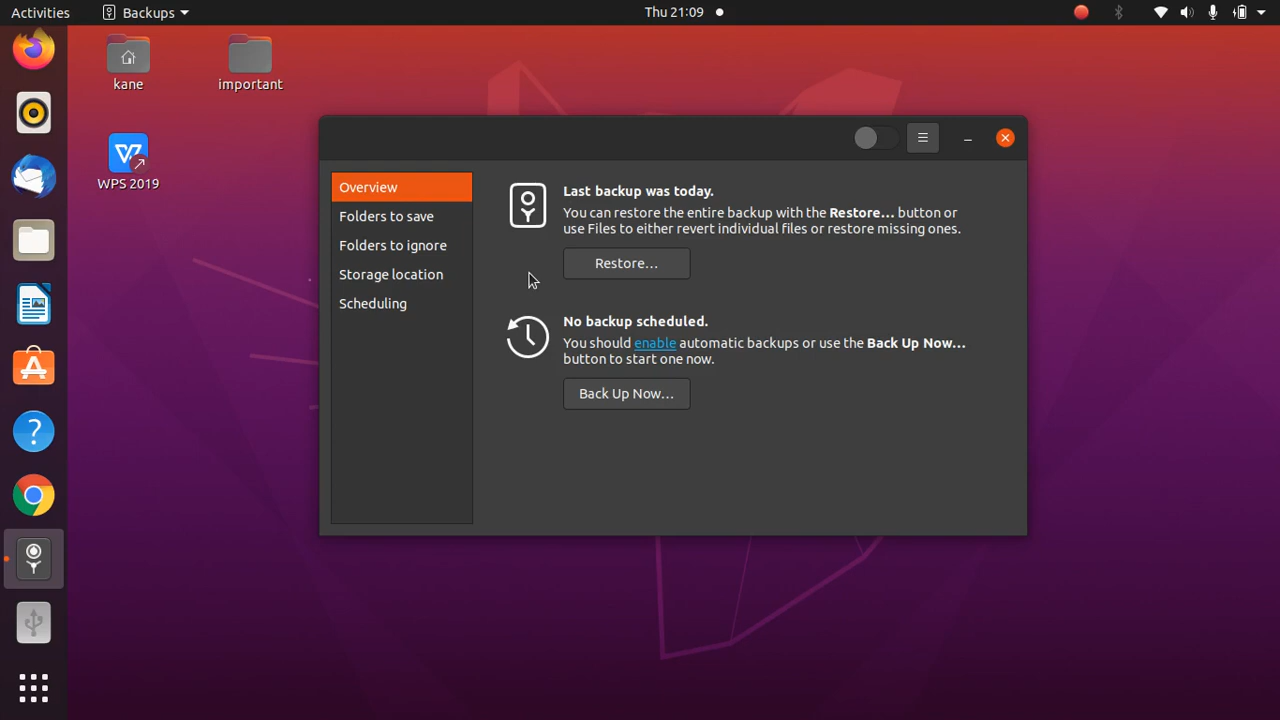 Activities
Backups
Thu 21:09
kane
important
WPS 2019
Overview
Folders to save
Folders to ignore
Storage location
Scheduling
Last backup was today.
You can restore the entire backup with the Restore... button or
use Files to either revert individual files or restore missing ones.
Restore...
No backup scheduled.
You should enable automatic backups or use the Back Up Now...
button to start one now.
Back Up Now...